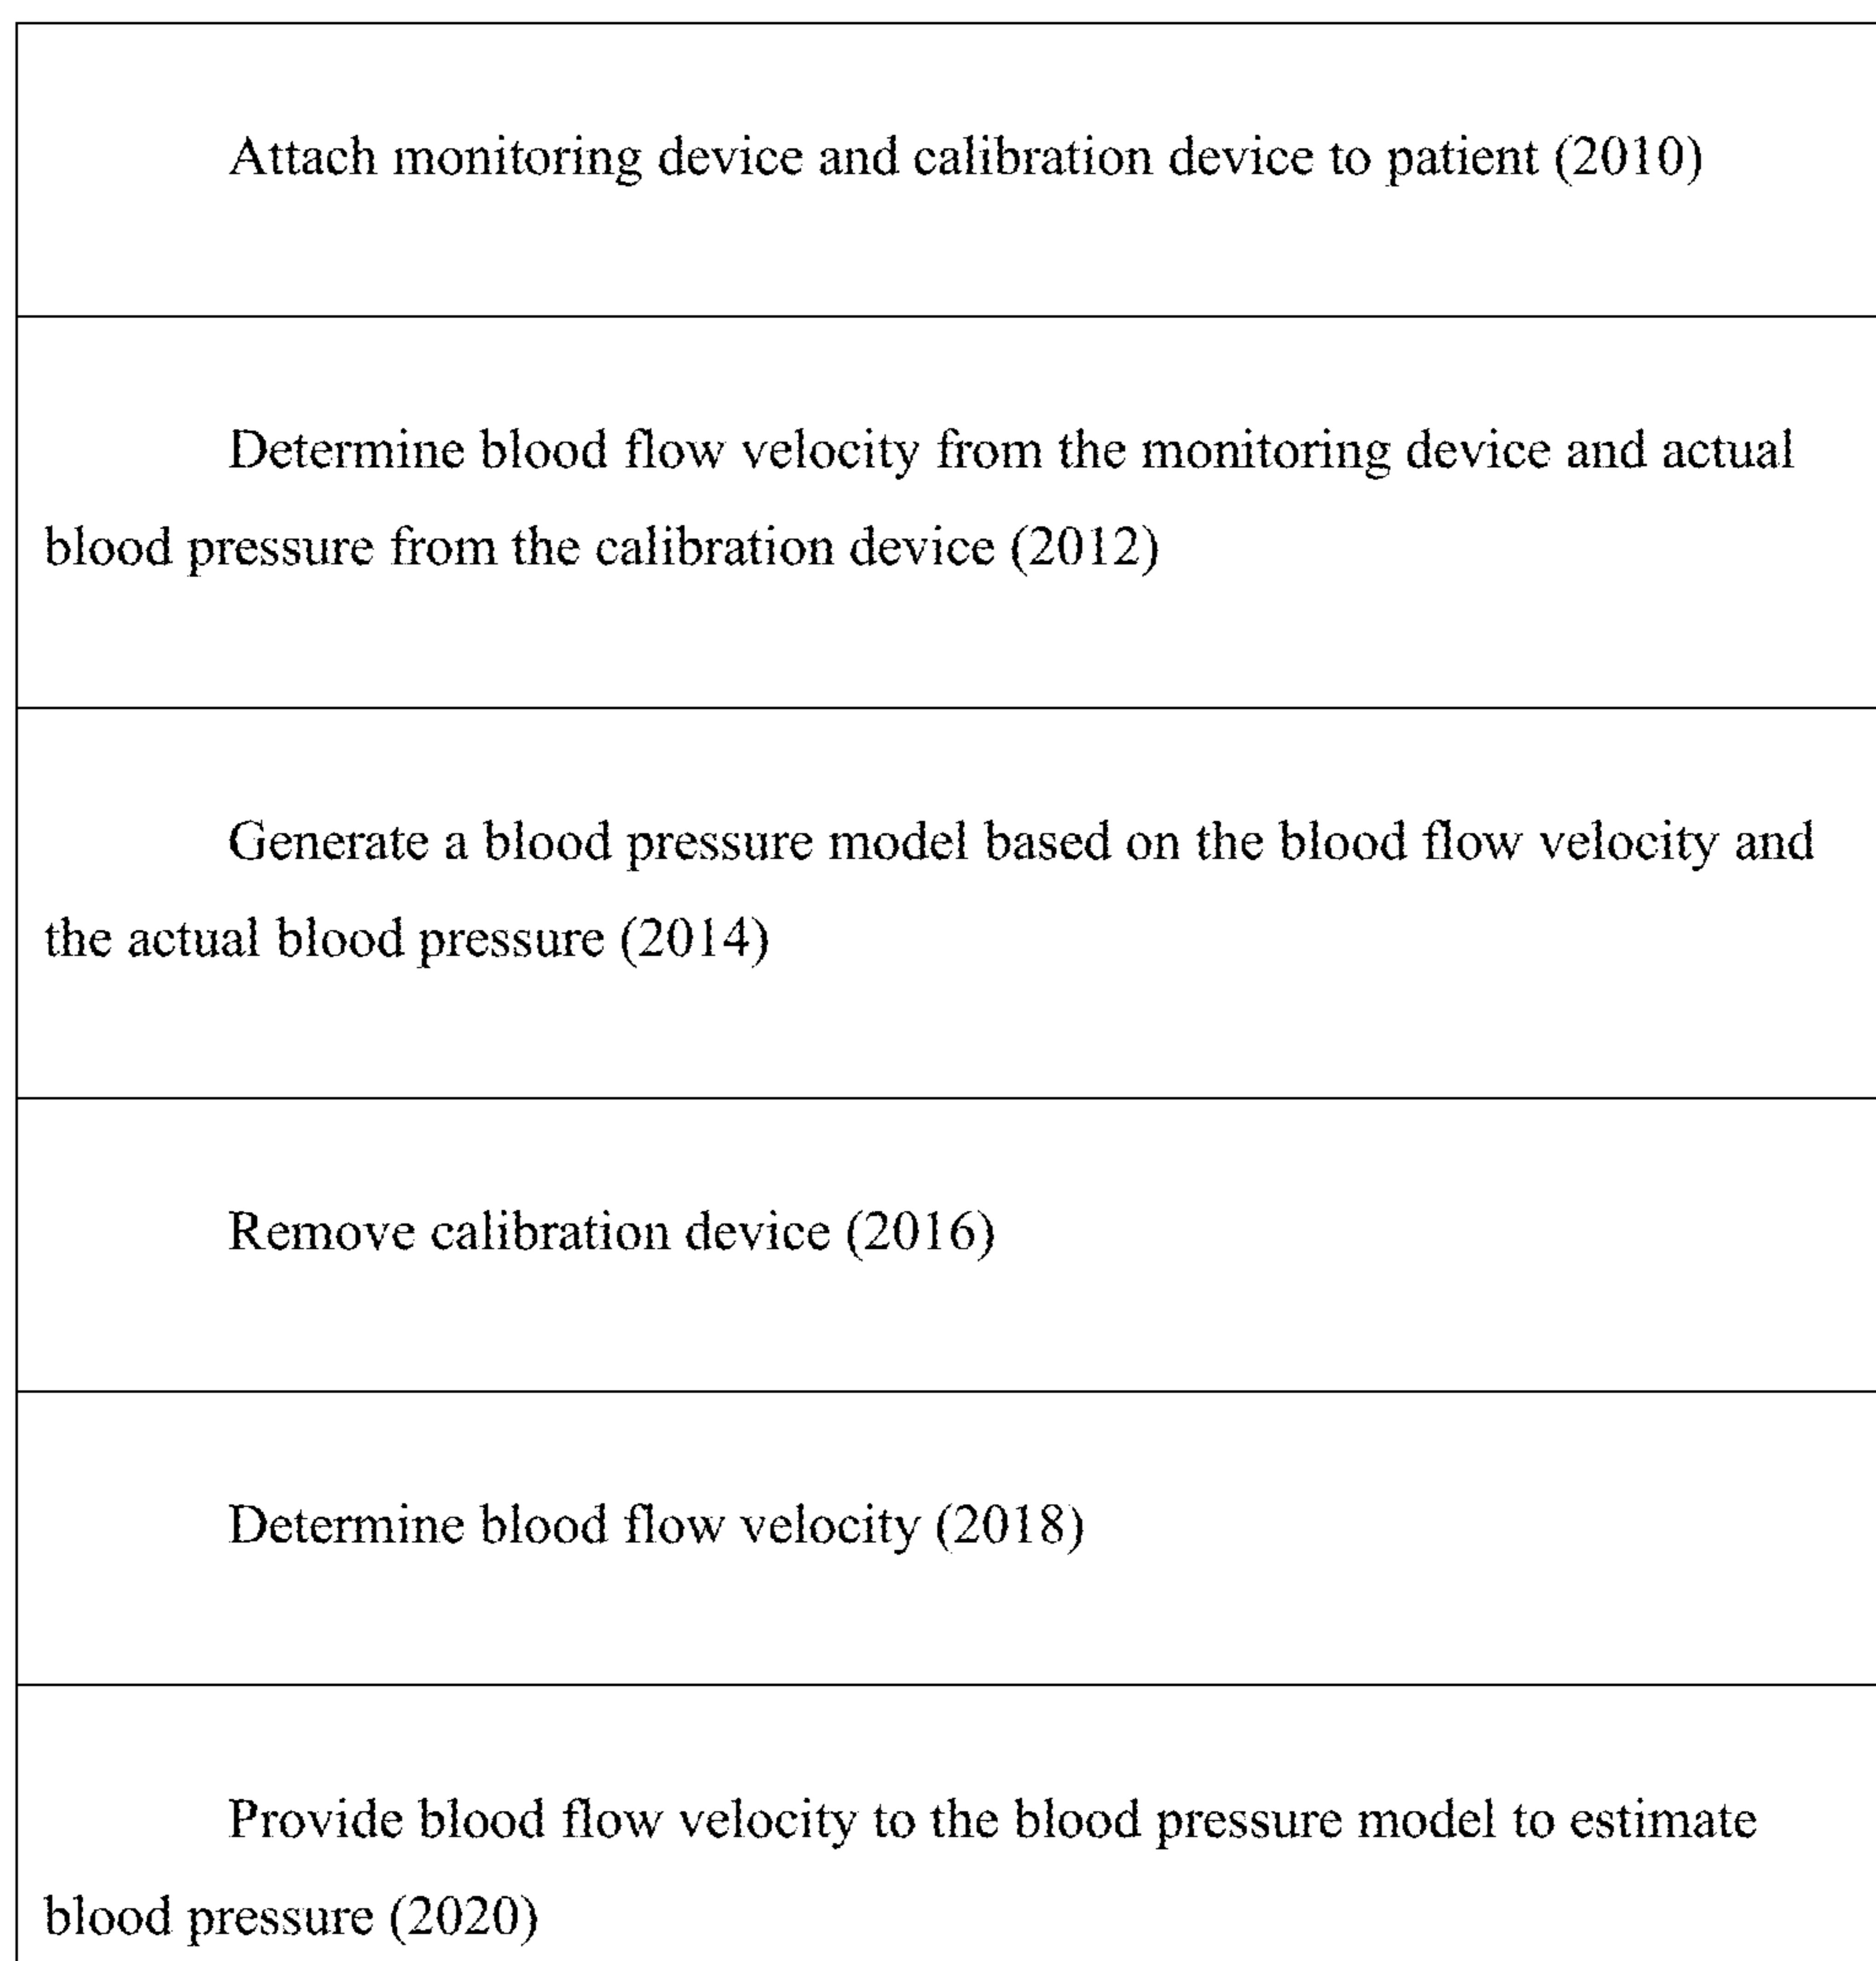 Attach monitoring device and calibration device to patient (2010)
Determine blood flow velocity from the monitoring device and actual
blood pressure from the calibration device (2012)
Generate a blood pressure model based on the blood flow velocity and
the actual blood pressure (2014)
Remove calibration device (2016)
Determine blood flow velocity (2018)
Provide blood flow velocity to the blood pressure model to estimate
blood pressure (2020)